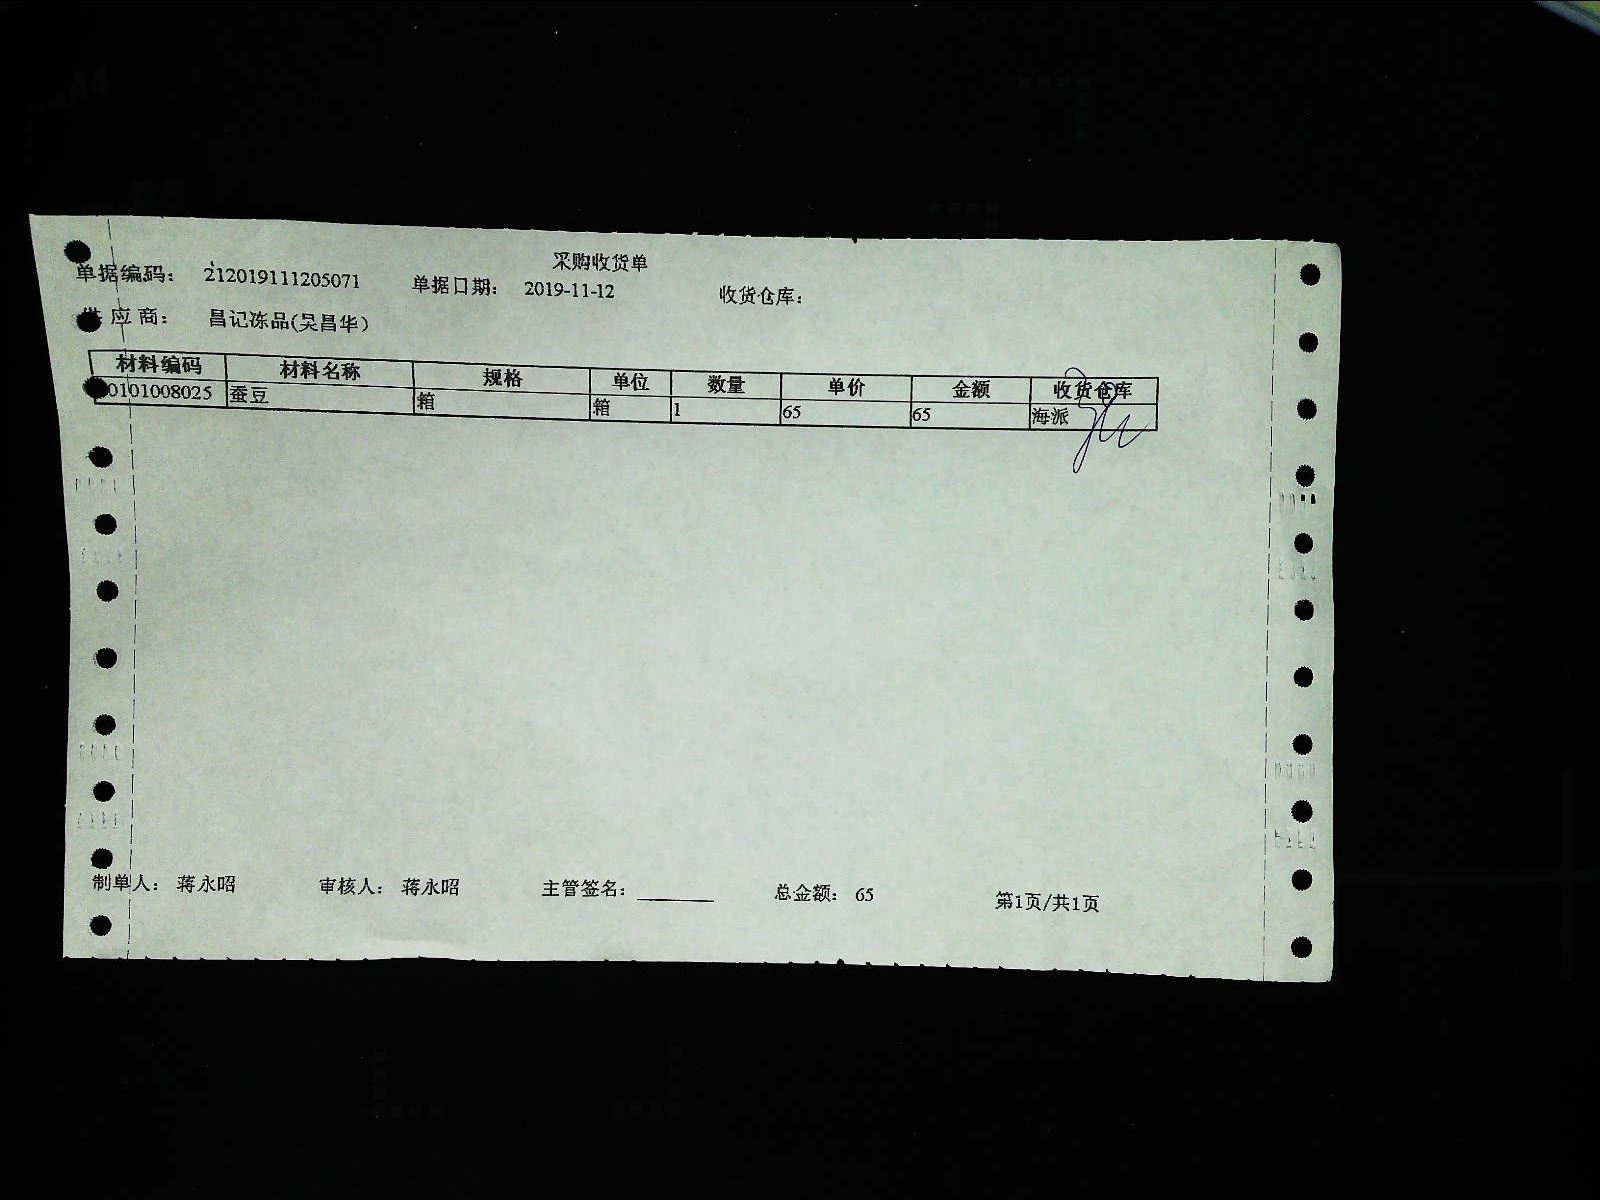 采购收货单
单据编码： 212019111205071 单据日期： 2019-11-12 收货仓库：
供应商： 昌记冻品(吴昌华）
材料编码 材料名称 规格 单位 数量 单价 金额 收货仓库
0101008025 蚕豆 箱 箱 1 65 65 海派
制单人： 蒋永昭 审核人： 蒋永昭 主管签名： 总金额： 65 第1页/共1页